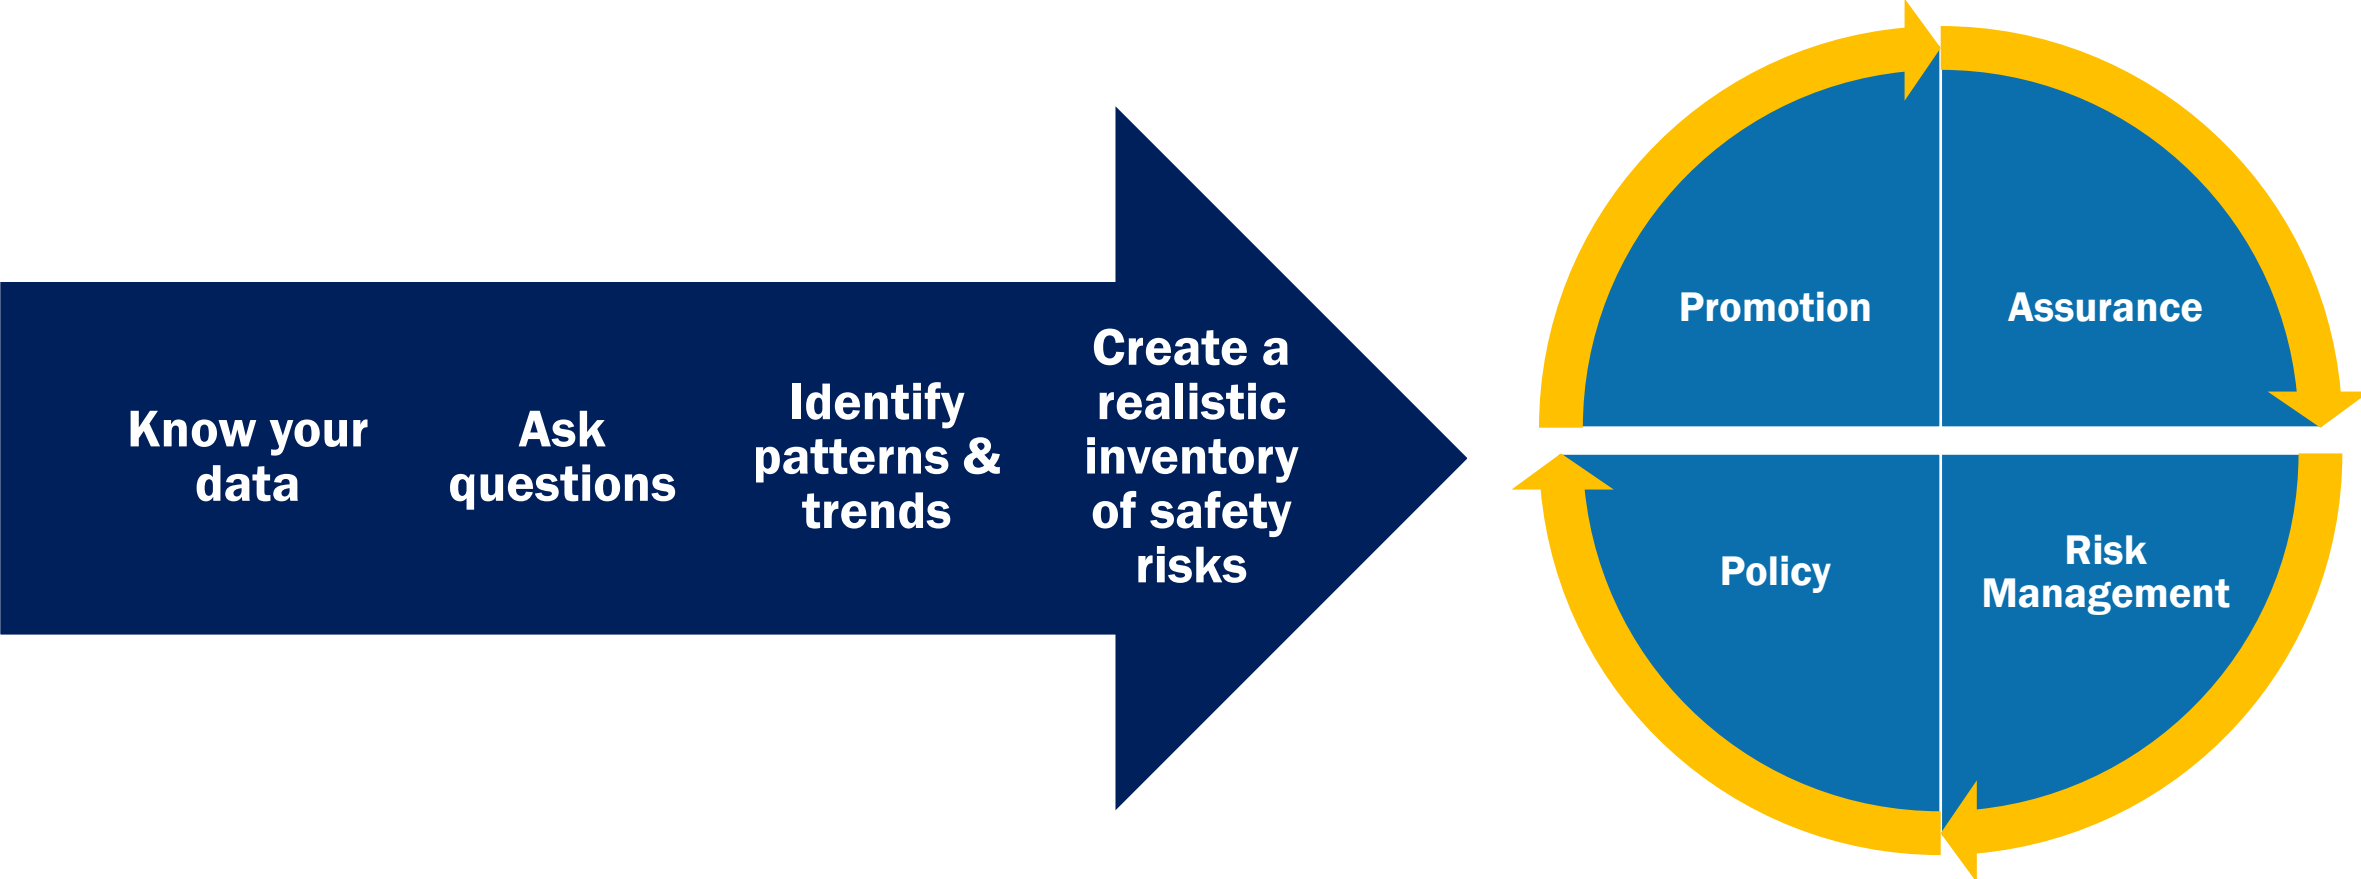 Know your
data
Ask
questions
Identify
patterns &
trends
Create a
realistic
inventory
of safety
risks
Promotion
Assurance
Policy
Risk
Management